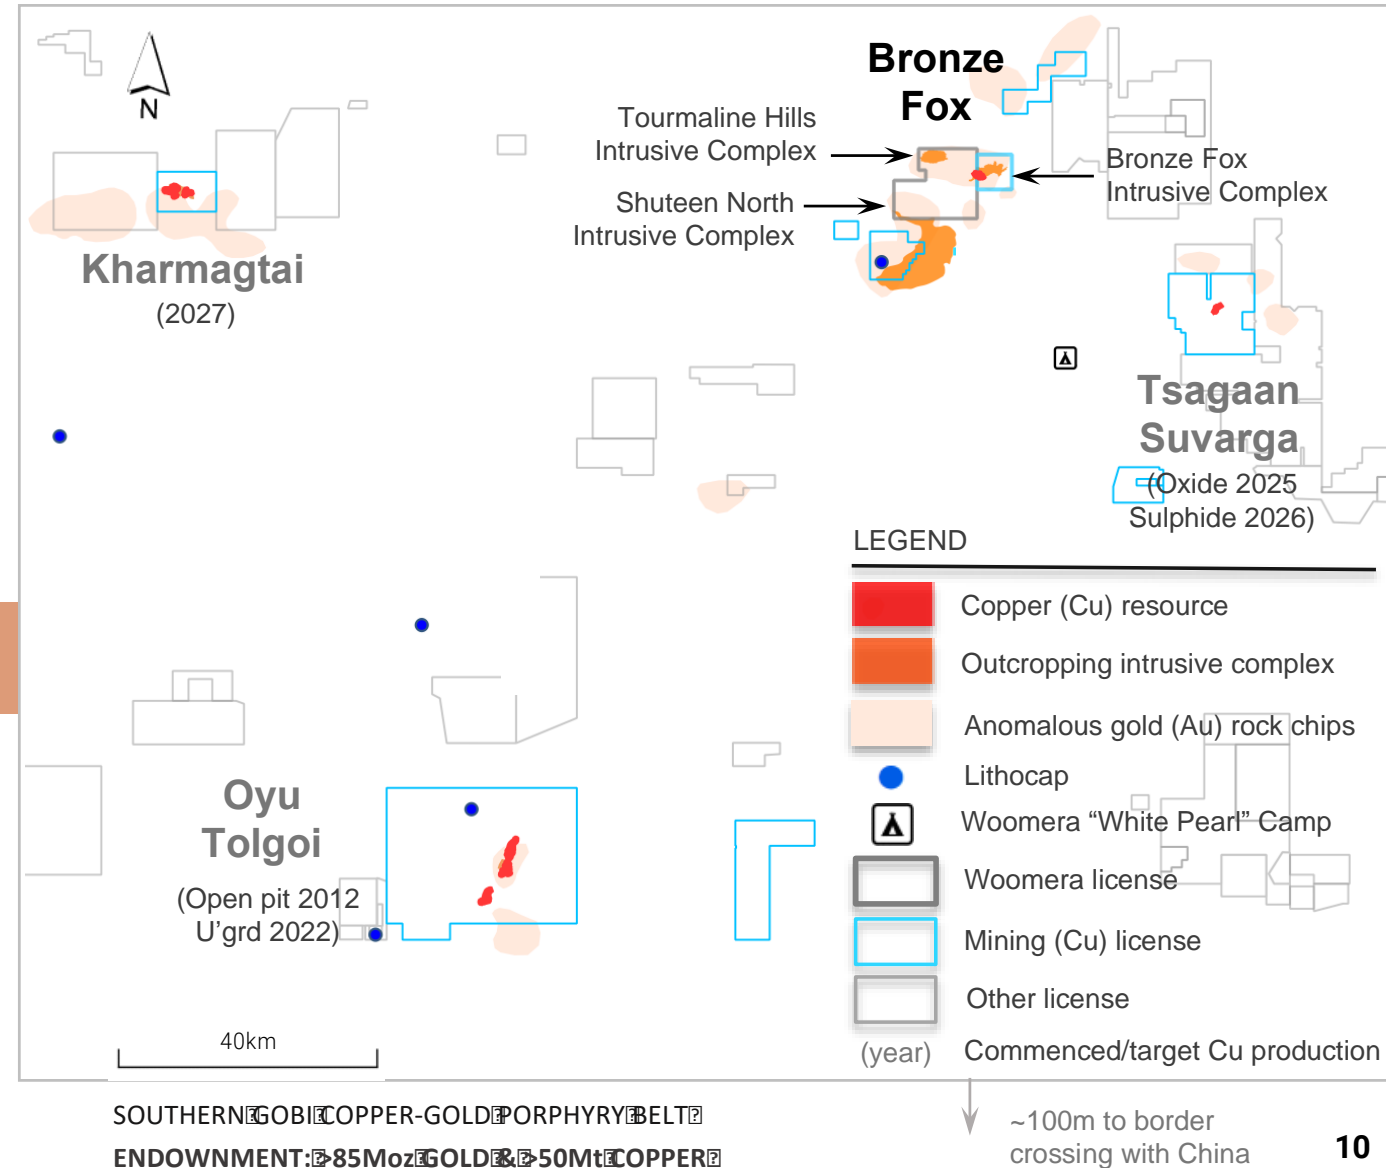 N
Bronze
Fox
Tourmaline Hills
Intrusive Complex
Bronze Fox
Intrusive Complex
Shuteen North
Intrusive Complex
Kharmagtai
(2027)
Tsagaan
Suvarga
(Oxide 2025
Sulphide 2026)
LEGEND
Copper (Cu) resource
Outcropping intrusive complex
Anomalous gold (Au) rock chips
Lithocap
Woomera “White Pearl” Camp
Woomera license
Mining (Cu) license
Other license
(year) Commenced/target Cu production
Oyu
Tolgoi
(Open pit 2012
U'grd 2022)
40km
SOUTHERN GOBI COPPER-GOLD PORPHYRY BELT
ENDOWNMENT: >85Moz GOLD & >50Mt COPPER
~100m to border
crossing with China
10